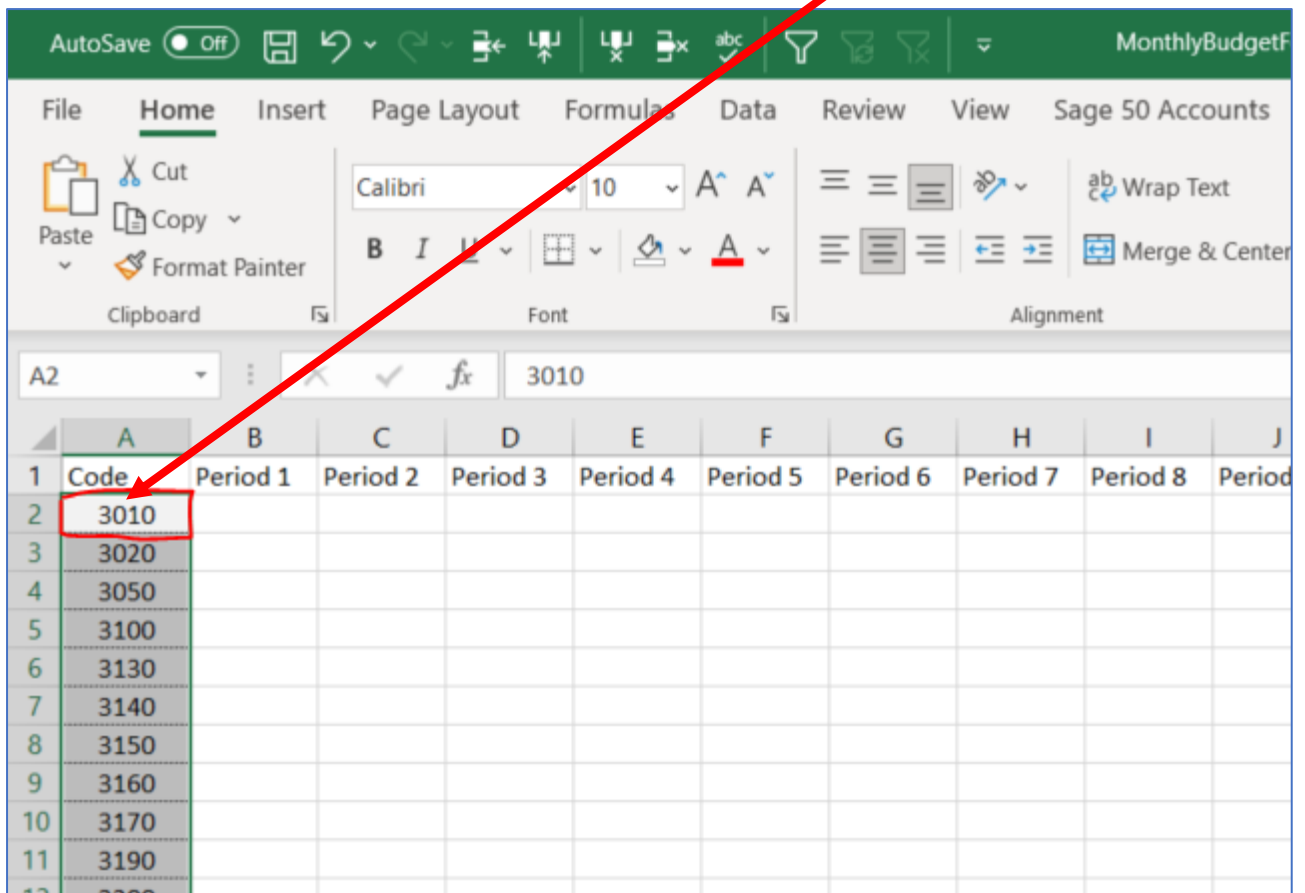 AutoSave Off abc MonthlyBudgetF
File Home Insert Page Layout Formulas Data Review View Sage 50 Accounts
Paste
Cut
Copy
Format Painter
Clipboard
Calibri 10 A A
B I U A
Font
ab Wrap Text
Merge & Center
Alignment
A2 fx 3010
A B C D E F G H I J
1 Code Period 1 Period 2 Period 3 Period 4 Period 5 Period 6 Period 7 Period 8 Period
2 3010
3 3020
4 3050
5 3100
6 3130
7 3140
8 3150
9 3160
10 3170
11 3190